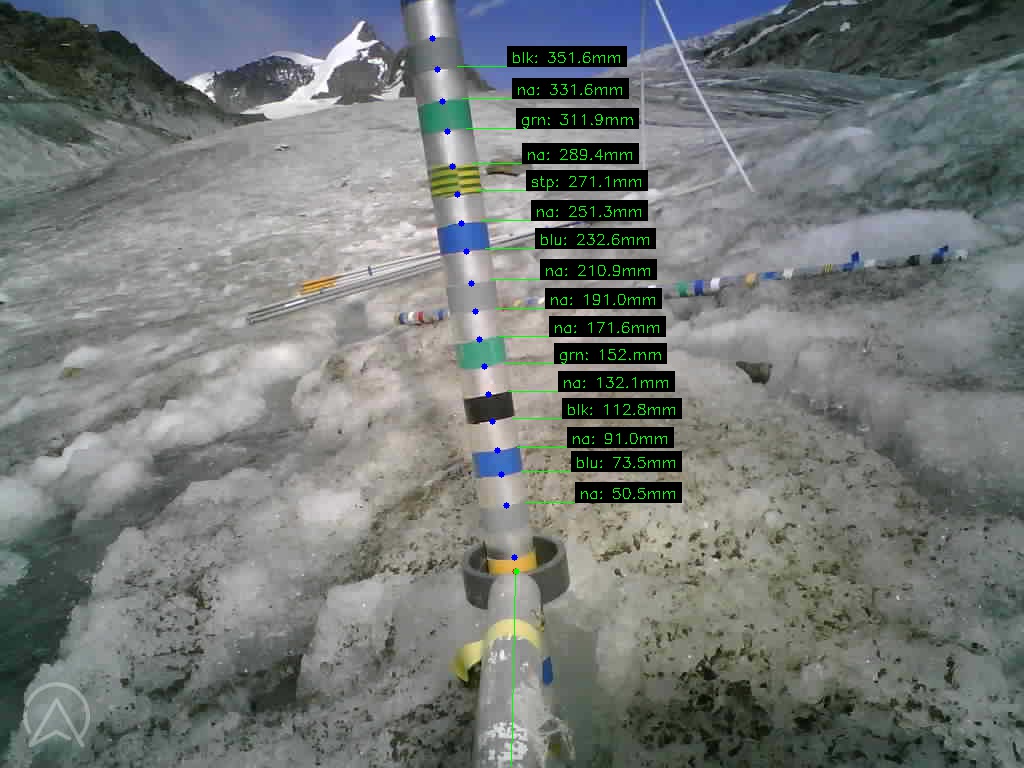 blk: 351.6mm
na: 331.6mm
grn: 311.9mm
na: 289.4mm
stp: 271.1mm
na: 251.3mm
blu: 232.6mm
na: 210.9mm
na: 191.0mm
na: 171.6mm
grn: 152.mm
na: 132.1mm
blk: 112.8mm
na: 91.0mm
blu: 73.5mm
na: 50.5mm